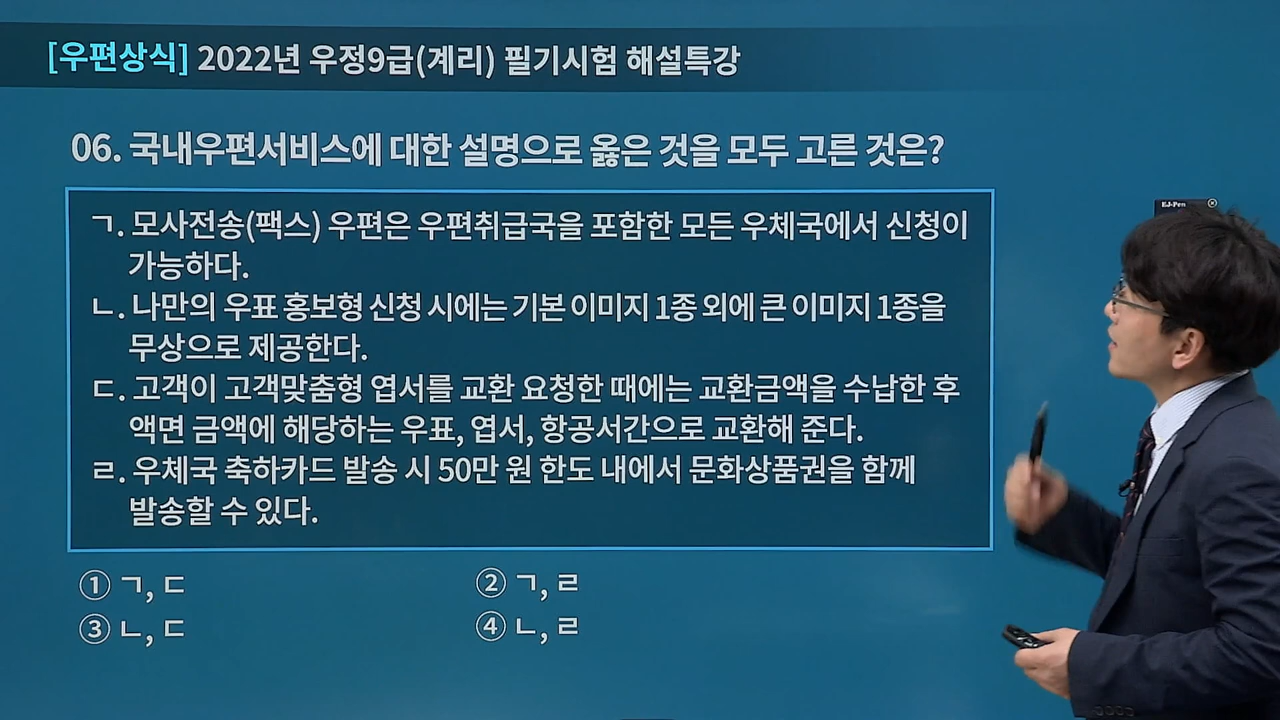 [우편상식] 2022년 우정9급(계리) 필기시험 해설특강
06. 국내우편서비스에 대한 설명으로 옳은 것을 모두 고른 것은?
EJ-Pen
ㄱ. 모사전송(팩스) 우편은 우편취급국을 포함한 모든 우체국에서 신청이
가능하다.
ㄴ. 나만의 우표 홍보형 신청 시에는 기본 이미지 1종 외에 큰 이미지 1종을
무상으로 제공한다.
ㄷ. 고객이 고객맞춤형 엽서를 교환 요청한 때에는 교환금액을 수납한 후
액면 금액에 해당하는 우표, 엽서, 항공서간으로 교환해 준다.
ㄹ. 우체국 축하카드 발송 시 50만 원 한도 내에서 문화상품권을 함께
발송할 수 있다.
① ㄱ, ㄷ
② ㄱ, ㄹ
③ ㄴ, ㄷ
④ ㄴ, ㄹ